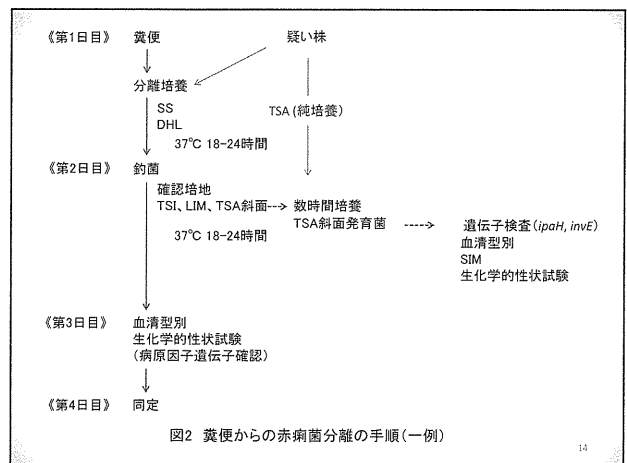 《第1日目》 糞便 疑い株
分離培養
SS
DHL
TSA (純培養)
37℃ 18-24時間
《第2日目》 釣菌
確認培地
TSI、LIM、TSA斜面 数時間培養
TSA斜面発育菌
37℃ 18-24時間
遺伝子検査(ipaH, invE)
血清型別
SIM
生化学的性状試験
《第3日目》 血清型別
生化学的性状試験
(病原因子遺伝子確認)
《第4日目》 同定
図2 糞便からの赤痢菌分離の手順(一例)
14